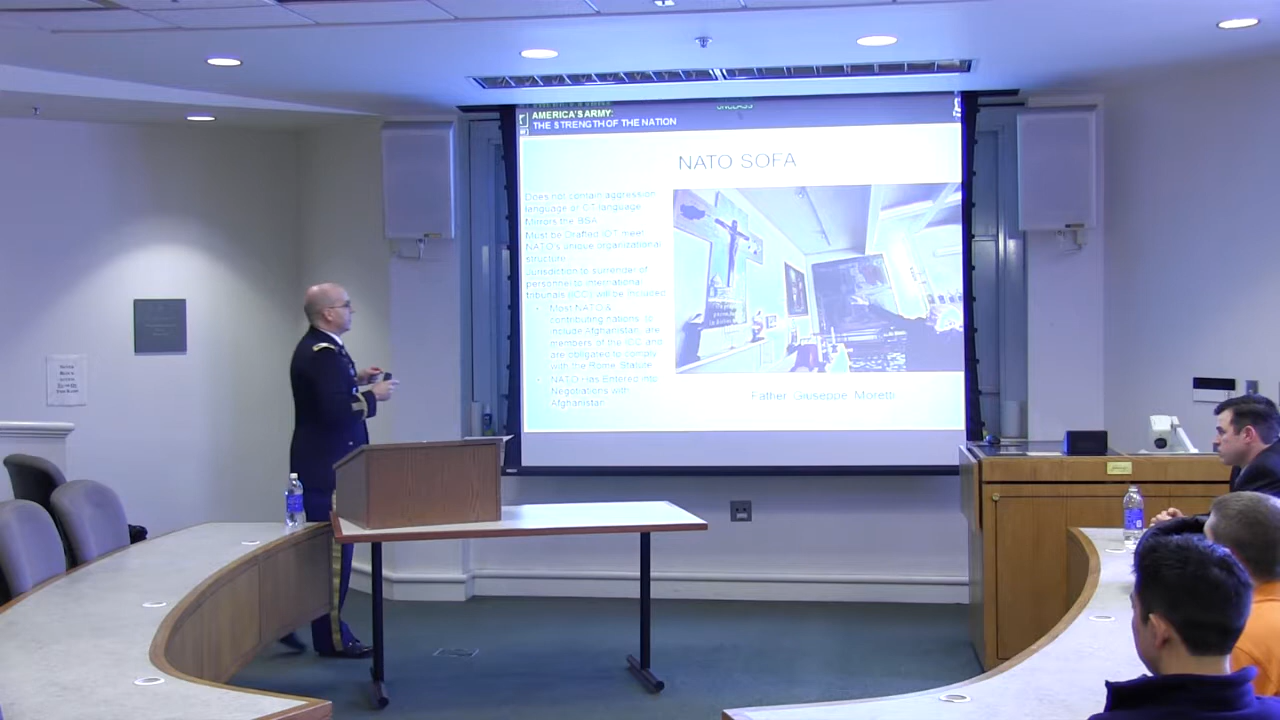 UNCLASS
AMERICA'S ARMY:
THE STRENGTH OF THE NATION
NATO SOFA
Does not contain aggression
language or CT language
Mirrors the BSA
Must be Drafted IOT meet
NATO's unique organizational
structure
Jurisdiction to surrender of
personnel to international
tribunals (ICC) will be included
• Most NATO &
contributing nations, to
include Afghanistan, are
members of the ICC and
are obligated to comply
with the Rome Statute
• NATO Has Entered into
Negotiations with
Afghanistan
Father Giuseppe Moretti